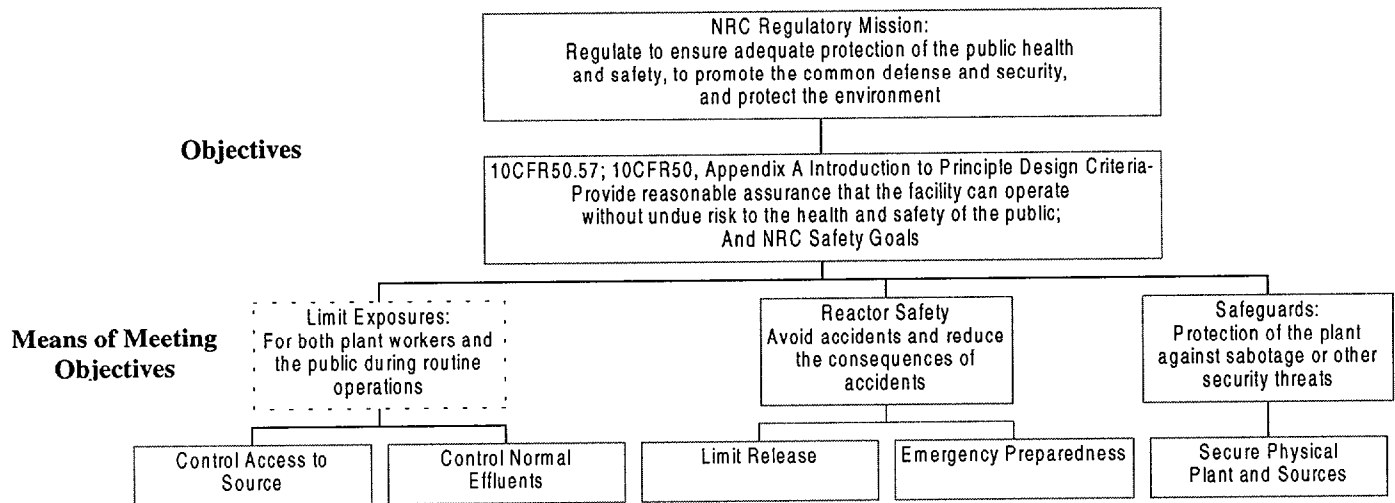 NRC Regulatory Mission:
Regulate to ensure adequate protection of the public health
and safety, to promote the common defense and security,
and protect the environment
Objectives
10CFR50.57; 10CFR50, Appendix A Introduction to Principle Design Criteria-
Provide reasonable assurance that the facility can operate
without undue risk to the health and safety of the public;
And NRC Safety Goals
Means of Meeting
Objectives
Limit Exposures:
For both plant workers and
the public during routine
operations
Reactor Safety
Avoid accidents and reduce
the consequences of
accidents
Safeguards:
Protection of the plant
against sabotage or other
security threats
Control Access to
Source
Control Normal
Effluents
Limit Release
Emergency Preparedness
Secure Physical
Plant and Sources